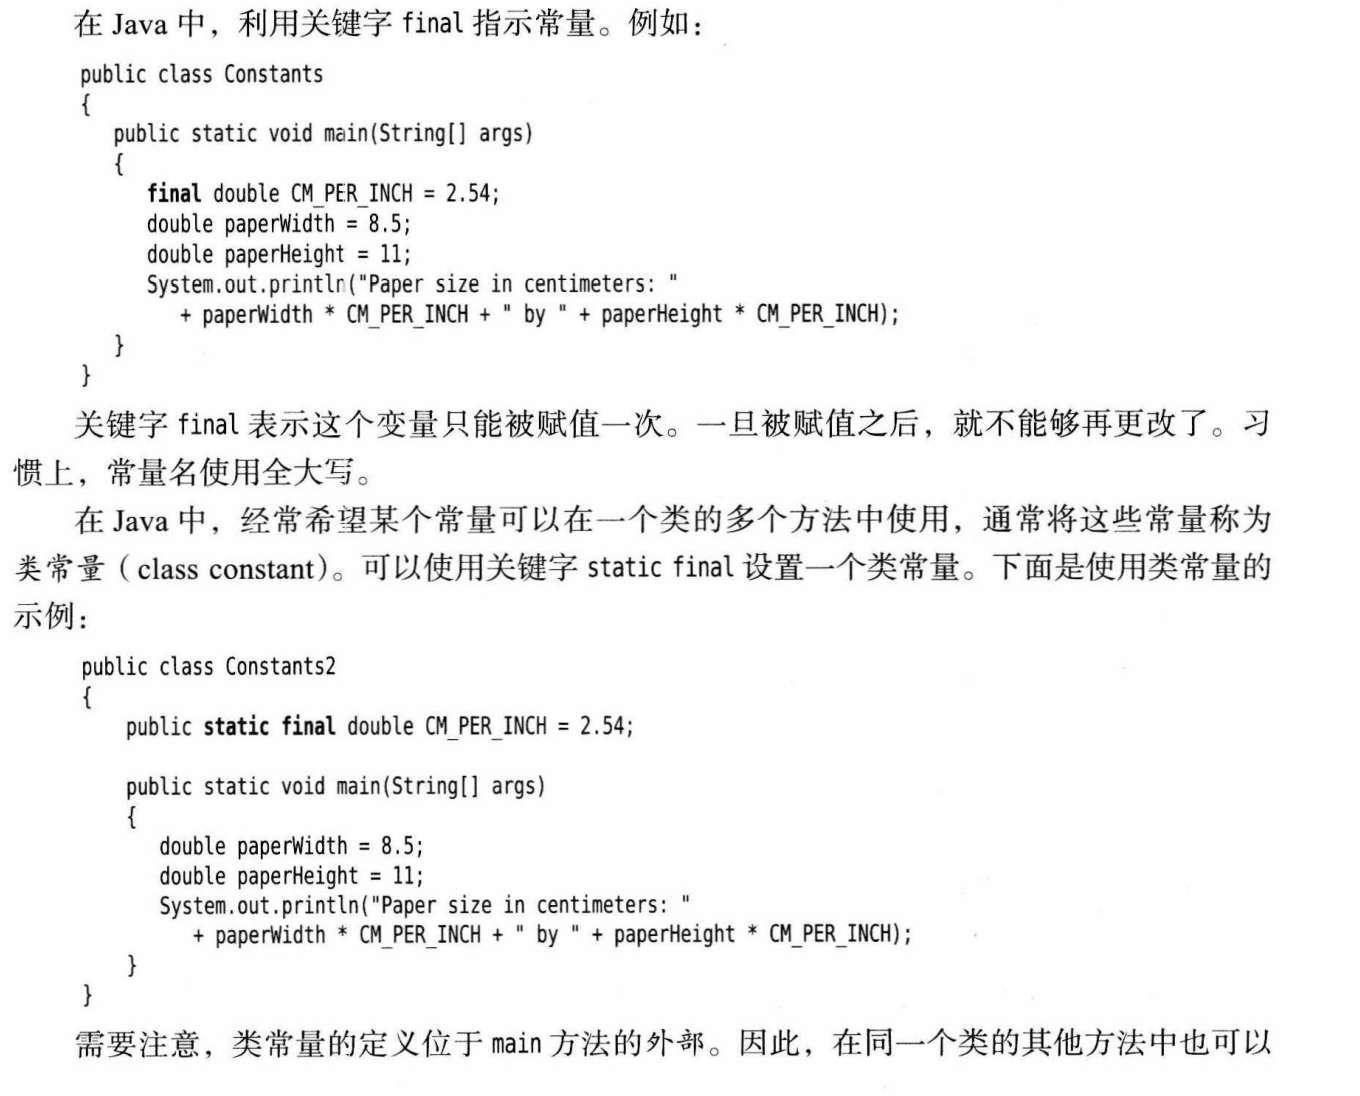 在 Java 中，利用关键字 final 指示常量。例如：
public class Constants
{
public static void main(String[] args)
{
final double CM_PER_INCH = 2.54;
double paperWidth = 8.5;
double paperHeight = 11;
System.out.println("Paper size in centimeters: "
+ paperWidth * CM_PER_INCH + " by " + paperHeight * CM_PER_INCH);
}
}
关键字 final 表示这个变量只能被赋值一次。一旦被赋值之后，就不能够再更改了。习
惯上，常量名使用全大写。
在 Java 中，经常希望某个常量可以在一个类的多个方法中使用，通常将这些常量称为
类常量（class constant）。可以使用关键字 static final 设置一个类常量。下面是使用类常量的
示例：
public class Constants2
{
public static final double CM_PER_INCH = 2.54;
public static void main(String[] args)
{
double paperWidth = 8.5;
double paperHeight = 11;
System.out.println("Paper size in centimeters: "
+ paperWidth * CM_PER_INCH + " by " + paperHeight * CM_PER_INCH);
}
}
需要注意，类常量的定义位于 main 方法的外部。因此，在同一个类的其他方法中也可以